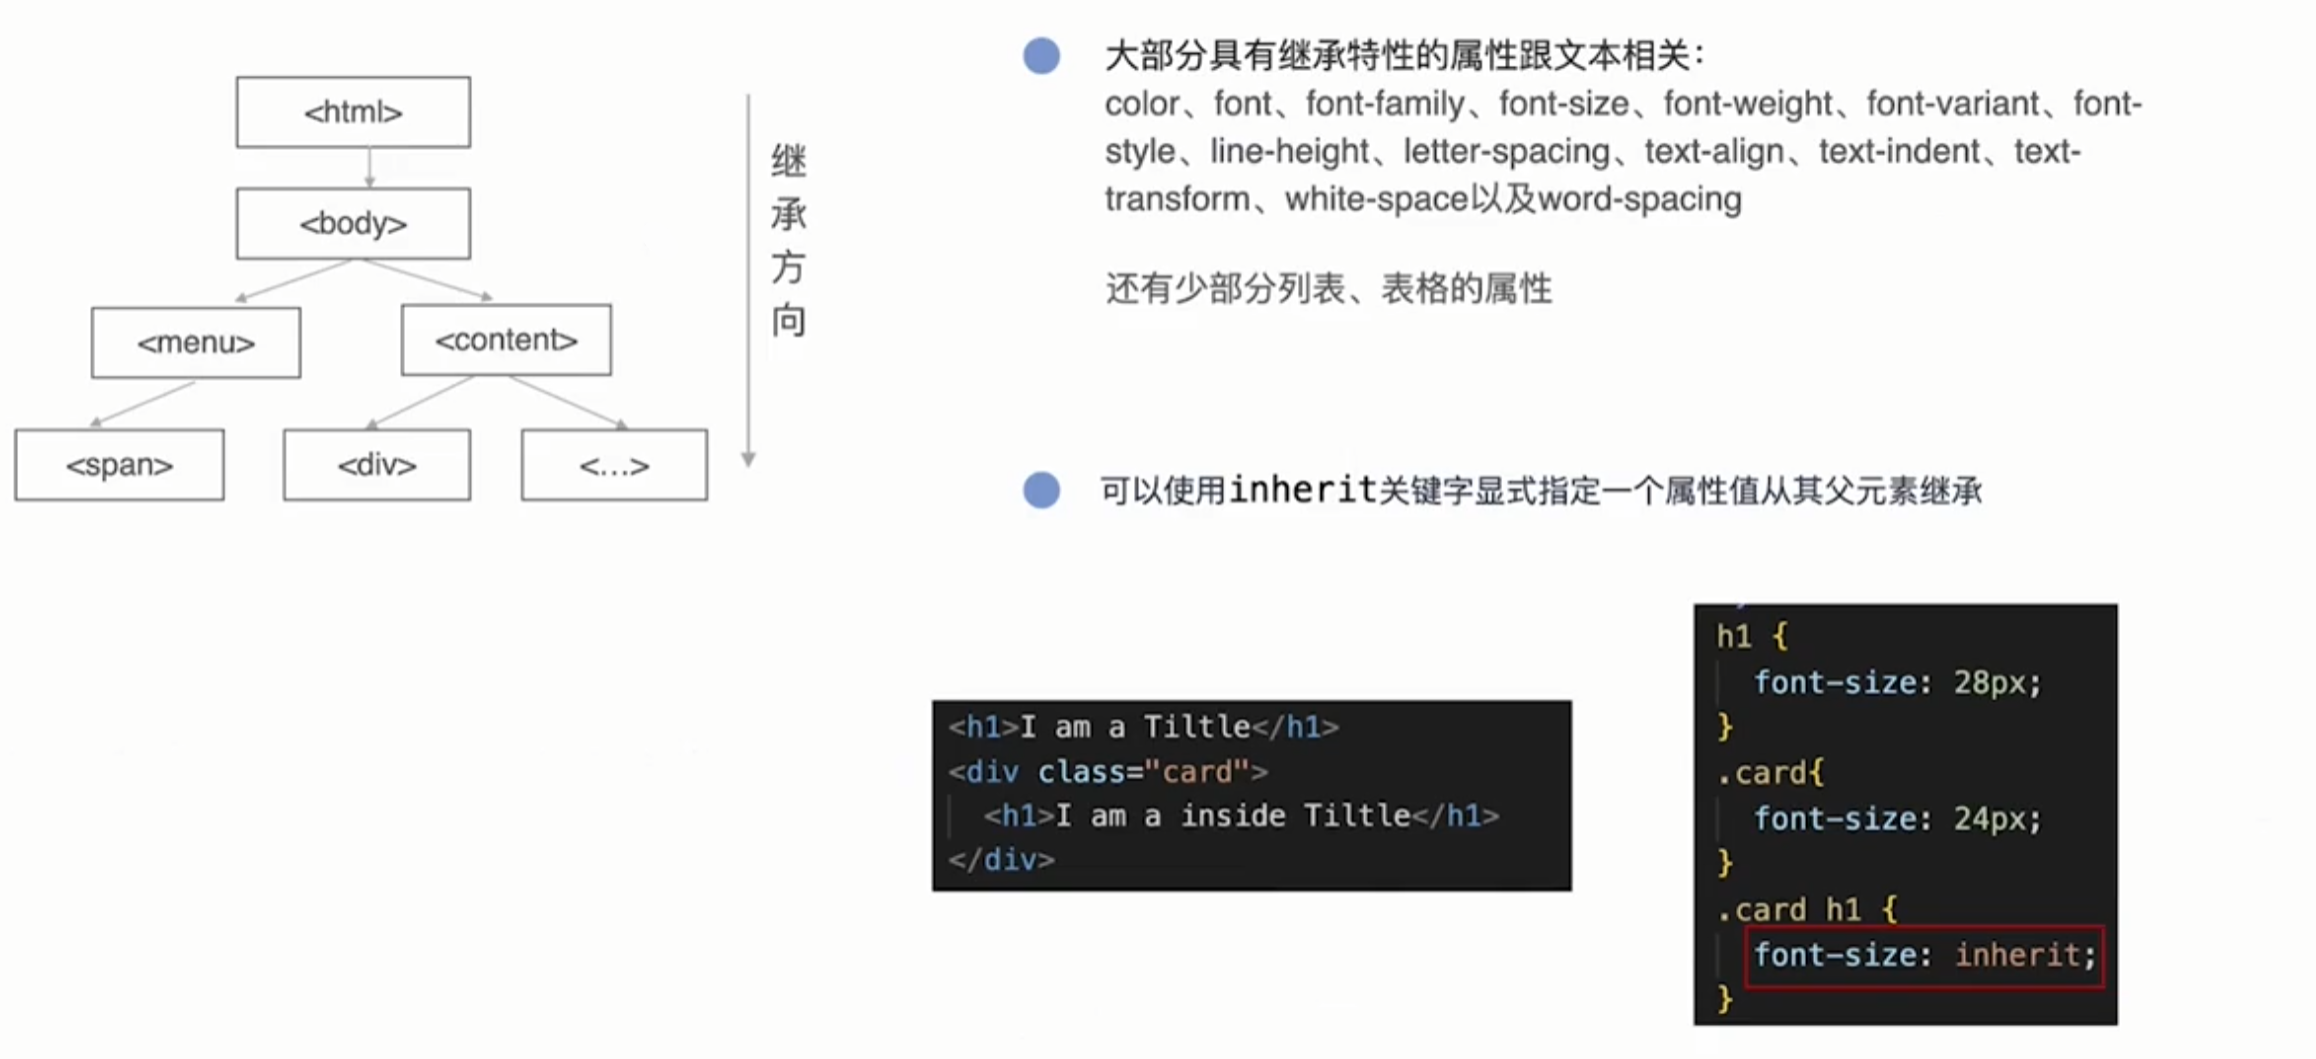 <html>
<body>
<menu>
<content>
<span>
<div>
<...>
继
承
方
向
大部分具有继承特性的属性跟文本相关：
color、font、font-family、font-size、font-weight、font-variant、font-
style、line-height、letter-spacing、text-align、text-indent、text-
transform、white-space以及word-spacing
还有少部分列表、表格的属性
可以使用inherit关键字显式指定一个属性值从其父元素继承
<h1>I am a Tiltle</h1>
<div class="card">
<h1>I am a inside Tiltle</h1>
</div>
h1 {
font-size: 28px;
}
.card{
font-size: 24px;
}
.card h1 {
font-size: inherit;
}